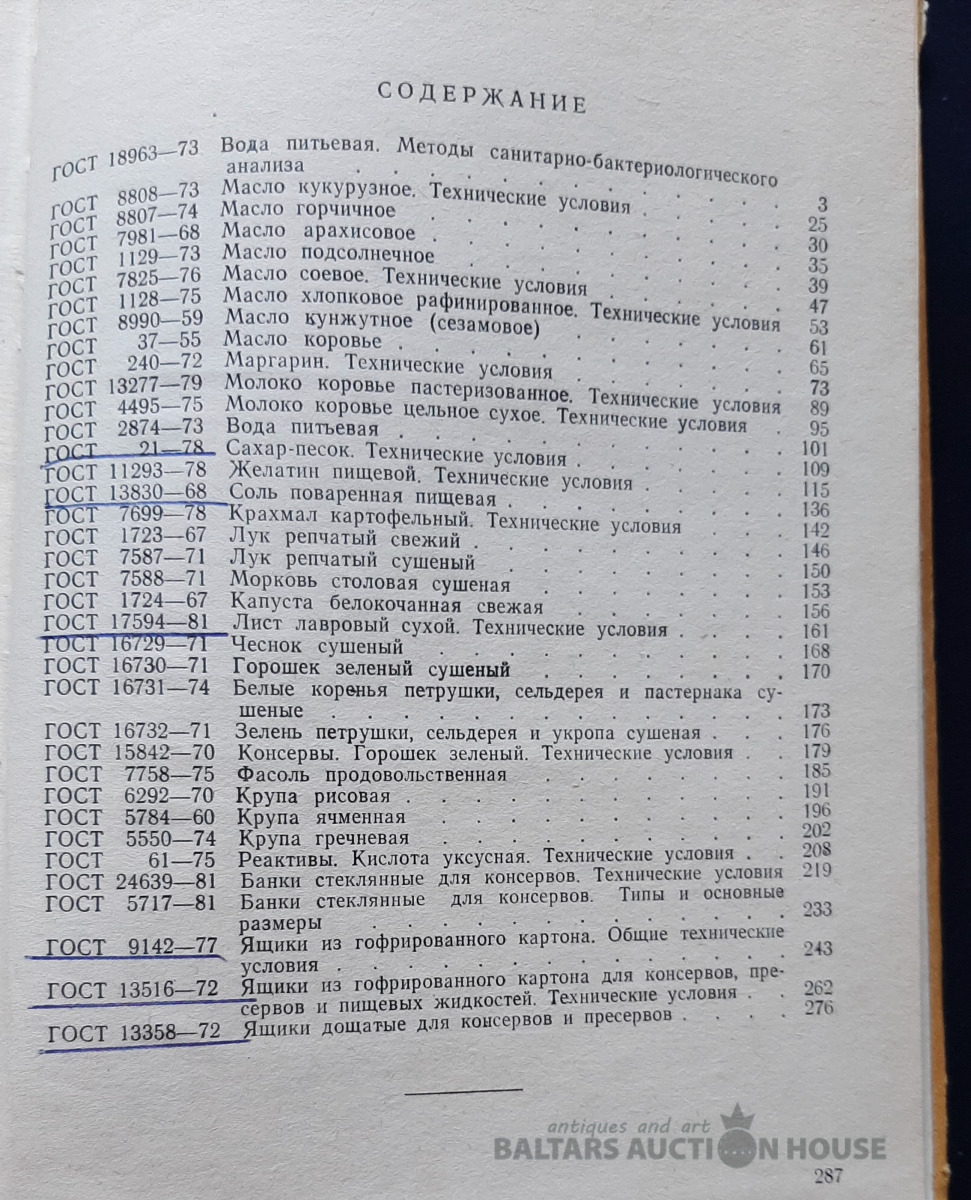 СОДЕРЖАНИЕ
ГОСТ 18963—73 Вода питьевая. Методы санитарно-бактериологического
анализа . . . . . . . . . . 3
ГОСТ 8808—73 Масло кукурузное. Технические условия . . . . 25
ГОСТ 8807—74 Масло горчичное . . . . . . . . 30
ГОСТ 7981—68 Масло арахисовое . . . . . . . . 35
ГОСТ 1129—73 Масло подсолнечное . . . . . . . 39
ГОСТ 7825—76 Масло соевое. Технические условия . . . . 47
ГОСТ 1128—75 Масло хлопковое рафинированное. Технические условия 53
ГОСТ 8990—59 Масло кунжутное (сезамовое) . . . . . 61
ГОСТ 37—55 Масло коровье . . . . . . . . . 65
ГОСТ 240—72 Маргарин. Технические условия . . . . . 73
ГОСТ 13277—79 Молоко коровье пастеризованное. Технические условия 89
ГОСТ 4495—75 Молоко коровье цельное сухое. Технические условия . 95
ГОСТ 2874—73 Вода питьевая . . . . . . . . . 101
ГОСТ 21—78 Сахар-песок. Технические условия . . . . . 109
ГОСТ 11293—78 Желатин пищевой. Технические условия . . . . 115
ГОСТ 13830—68 Соль поваренная пищевая . . . . . . 136
ГОСТ 7699—78 Крахмал картофельный. Технические условия . . . 142
ГОСТ 1723—67 Лук репчатый свежий . . . . . . . 146
ГОСТ 7587—71 Лук репчатый сушеный . . . . . . 150
ГОСТ 7588—71 Морковь столовая сушеная . . . . . . 153
ГОСТ 1724—67 Капуста белокочанная свежая . . . . . 156
ГОСТ 17594—81 Лист лавровый сухой. Технические условия . . . . 161
ГОСТ 16729—71 Чеснок сушеный . . . . . . . . 168
ГОСТ 16730—71 Горошек зеленый сушеный . . . . . . 170
ГОСТ 16731—74 Белые коренья петрушки, сельдерея и пастернака су-
шеные . . . . . . . . . . . 173
ГОСТ 16732—71 Зелень петрушки, сельдерея и укропа сушеная . . . 176
ГОСТ 15842—70 Консервы. Горошек зеленый. Технические условия . . 179
ГОСТ 7758—75 Фасоль продовольственная . . . . . . 185
ГОСТ 6292—70 Крупа рисовая . . . . . . . . . 191
ГОСТ 5784—60 Крупа ячменная . . . . . . . . 196
ГОСТ 5550—74 Крупа гречневая . . . . . . . . 202
ГОСТ 61—75 Реактивы. Кислота уксусная. Технические условия . . 208
ГОСТ 24639—81 Банки стеклянные для консервов. Технические условия 219
ГОСТ 5717—81 Банки стеклянные для консервов. Типы и основные
размеры . . . . . . . . . . 233
ГОСТ 9142—77 Ящики из гофрированного картона. Общие технические
условия . . . . . . . . . . 243
ГОСТ 13516—72 Ящики из гофрированного картона для консервов, пре-
сервов и пищевых жидкостей. Технические условия . . 262
ГОСТ 13358—72 Ящики дощатые для консервов и пресервов . . . . 276
antiques and art
BALTARS AUCTION HOUSE
287